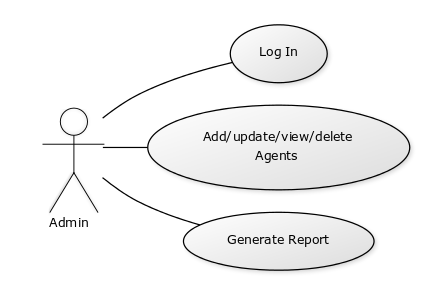 Log In
Add/update/view/delete
Agents
Admin
Generate Report